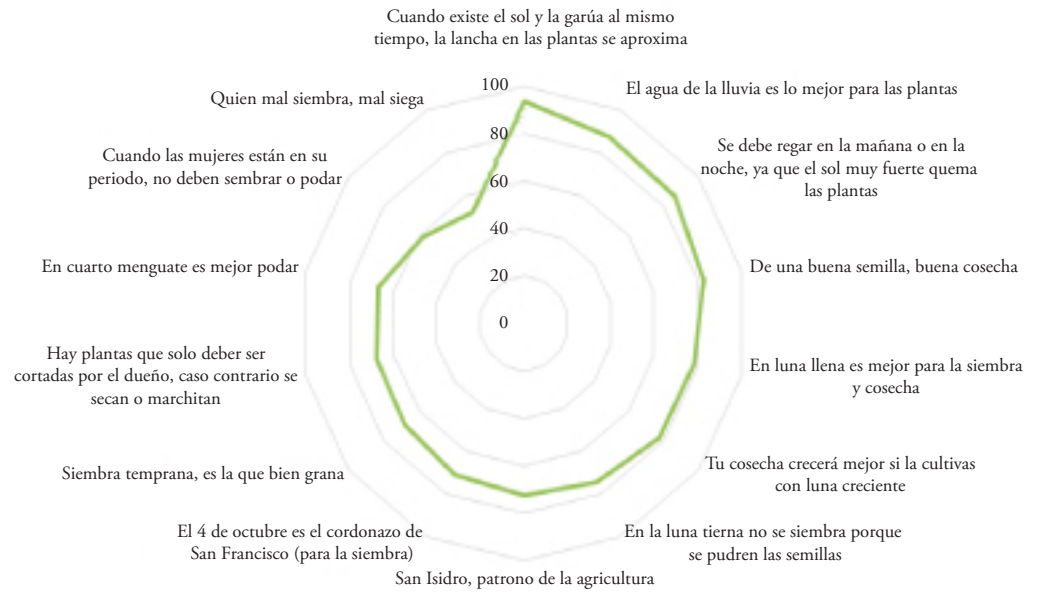 Cuando existe el sol y la garúa al mismo
tiempo, la lancha en las plantas se aproxima
El agua de la lluvia es lo mejor para las plantas
Se debe regar en la mañana o en la
noche, ya que el sol muy fuerte quema
las plantas
De una buena semilla, buena cosecha
En luna llena es mejor para la siembra
y cosecha
Tu cosecha crecerá mejor si la cultivas
con luna creciente
En la luna tierna no se siembra porque
se pudren las semillas
San Isidro, patrono de la agricultura
El 4 de octubre es el cordonazo de
San Francisco (para la siembra)
Siembra temprana, es la que bien grana
Hay plantas que solo deber ser
cortadas por el dueño, caso contrario se
secan o marchitan
En cuarto menguate es mejor podar
Cuando las mujeres están en su
periodo, no deben sembrar o podar
Quien mal siembra, mal siega
100
80
60
40
20
0